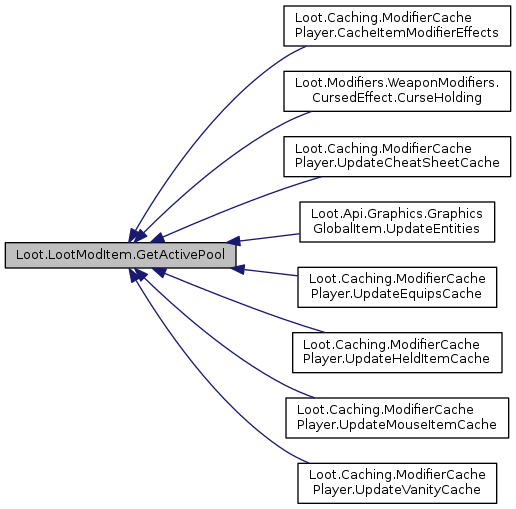 Loot.Caching.ModifierCache
Player.CacheItemModifierEffects
Loot.Modifiers.WeaponModifiers.
CursedEffect.CurseHolding
Loot.Caching.ModifierCache
Player.UpdateCheatSheetCache
Loot.Api.Graphics.Graphics
GlobalItem.UpdateEntities
Loot.LootModItem.GetActivePool
Loot.Caching.ModifierCache
Player.UpdateEquipsCache
Loot.Caching.ModifierCache
Player.UpdateHeldItemCache
Loot.Caching.ModifierCache
Player.UpdateMouseItemCache
Loot.Caching.ModifierCache
Player.UpdateVanityCache